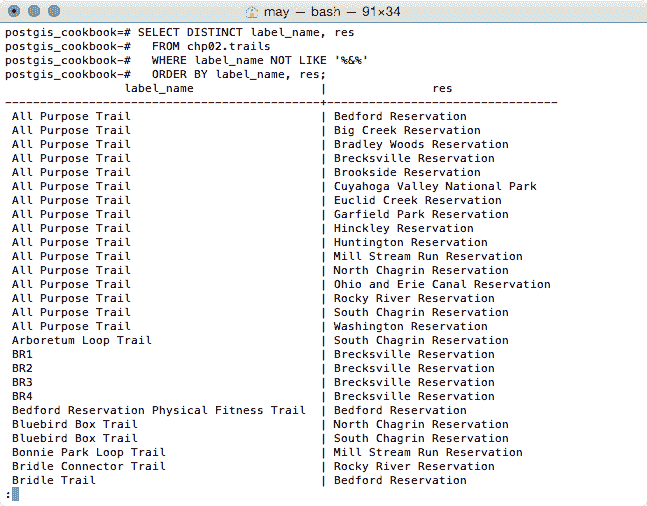 may — bash — 91×34
postgis_cookbook=# SELECT DISTINCT label_name, res
postgis_cookbook-#   FROM chp02.trails
postgis_cookbook-#   WHERE label_name NOT LIKE '%&%'
postgis_cookbook-#   ORDER BY label_name, res;
label_name | res
--------------------------------------------+----------------------------------
All Purpose Trail | Bedford Reservation
All Purpose Trail | Big Creek Reservation
All Purpose Trail | Bradley Woods Reservation
All Purpose Trail | Brecksville Reservation
All Purpose Trail | Brookside Reservation
All Purpose Trail | Cuyahoga Valley National Park
All Purpose Trail | Euclid Creek Reservation
All Purpose Trail | Garfield Park Reservation
All Purpose Trail | Hinckley Reservation
All Purpose Trail | Huntington Reservation
All Purpose Trail | Mill Stream Run Reservation
All Purpose Trail | North Chagrin Reservation
All Purpose Trail | Ohio and Erie Canal Reservation
All Purpose Trail | Rocky River Reservation
All Purpose Trail | South Chagrin Reservation
All Purpose Trail | Washington Reservation
Arboretum Loop Trail | South Chagrin Reservation
BR1 | Brecksville Reservation
BR2 | Brecksville Reservation
BR3 | Brecksville Reservation
BR4 | Brecksville Reservation
Bedford Reservation Physical Fitness Trail | Bedford Reservation
Bluebird Box Trail | North Chagrin Reservation
Bluebird Box Trail | South Chagrin Reservation
Bonnie Park Loop Trail | Mill Stream Run Reservation
Bridle Connector Trail | Rocky River Reservation
Bridle Trail | Bedford Reservation
: